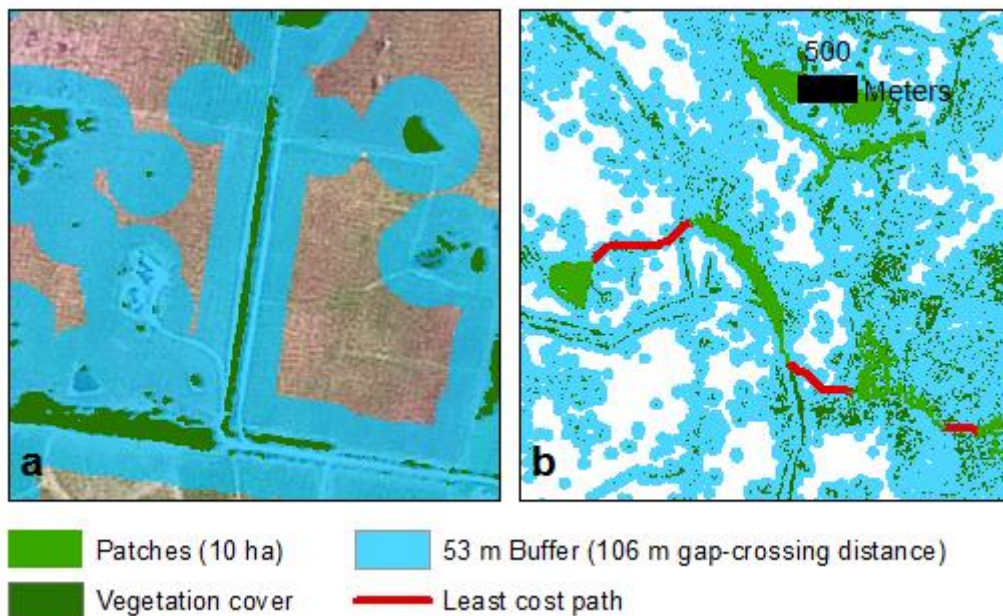 500
Meters
a
b
Patches (10 ha)
53 m Buffer (106 m gap-crossing distance)
Vegetation cover
Least cost path